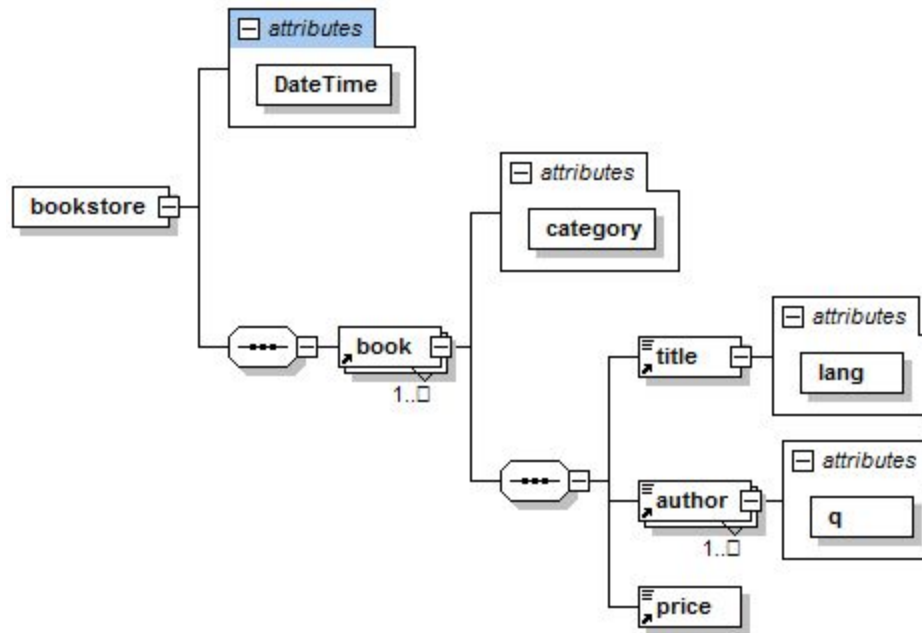 attributes
DateTime
attributes
bookstore
category
attributes
book
title
lang
1..□
attributes
author
q
1..□
price